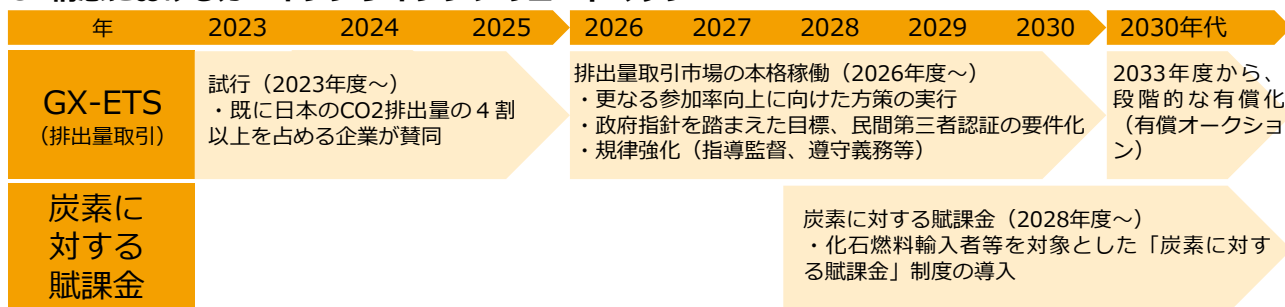 年 2023 2024 2025 2026 2027 2028 2029 2030 2030年代
GX-ETS
（排出量取引）
試行（2023年度～）
・既に日本のCO2排出量の４割
以上を占める企業が賛同
排出量取引市場の本格稼働（2026年度～）
・更なる参加率向上に向けた方策の実行
・政府指針を踏まえた目標、民間第三者認証の要件化
・規律強化（指導監督、遵守義務等）
2033年度から、
段階的な有償化
（有償オークショ
ン）
炭素に
対する
賦課金
炭素に対する賦課金（2028年度～）
・化石燃料輸入者等を対象とした「炭素に対す
る賦課金」制度の導入